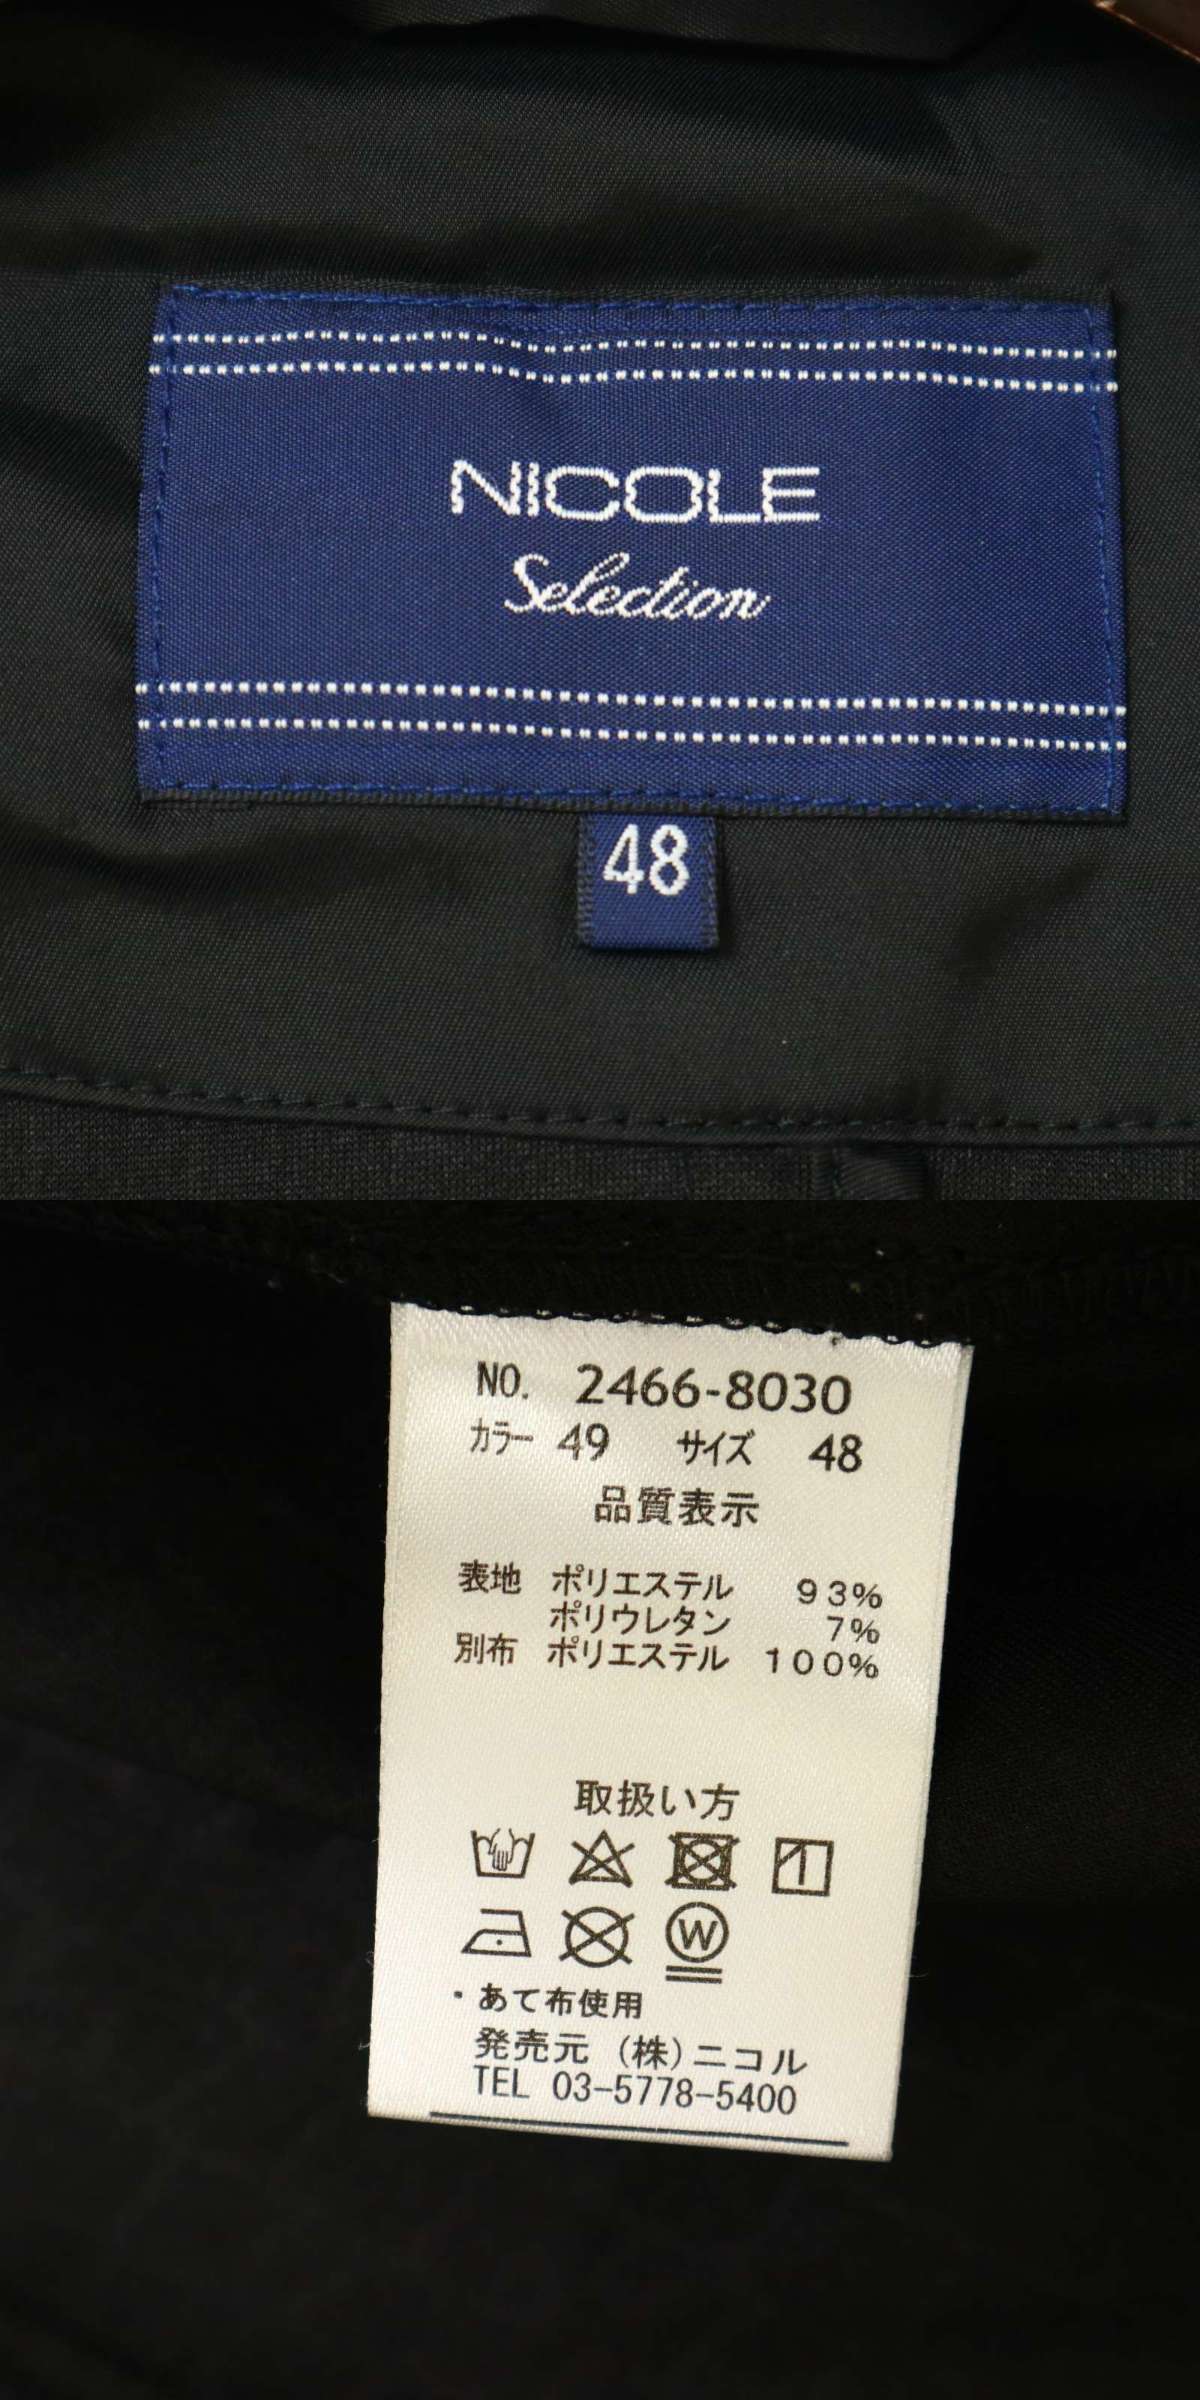 NICOLE
Selection
48
NO. 2466-8030
カラー 49 サイズ 48
品質表示
表地 ポリエステル 93%
ポリウレタン 7%
別布 ポリエステル 100%
取扱い方
W
・あて布使用
発売元 (株)ニコル
TEL 03-5778-5400